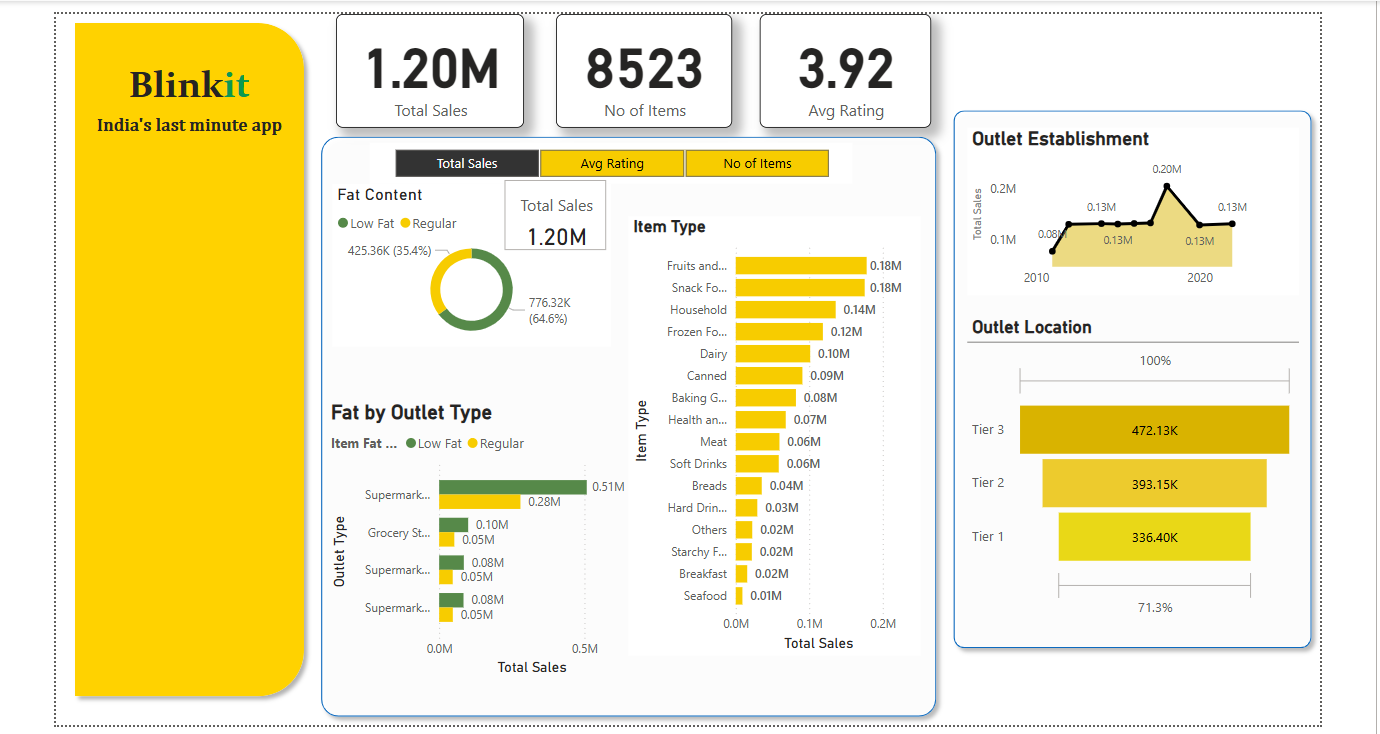 Blinkit
India's last minute app
1.20M
Total Sales
8523
No of Items
3.92
Avg Rating
Total Sales
Avg Rating
No of Items
Fat Content
Low Fat
Regular
425.36K (35.4%)
776.32K
(64.6%)
Total Sales
1.20M
Fat by Outlet Type
Item Fat ...
Low Fat
Regular
Outlet Type
Supermark...
0.51M
0.28M
Grocery St...
0.10M
0.05M
Supermark...
0.08M
0.05M
Supermark...
0.08M
0.05M
0.0M
0.5M
Total Sales
Item Type
Item Type
Fruits and...
0.18M
Snack Fo...
0.18M
Household
0.14M
Frozen Fo...
0.12M
Dairy
0.10M
Canned
0.09M
Baking G...
0.08M
Health an...
0.07M
Meat
0.06M
Soft Drinks
0.06M
Breads
0.04M
Hard Drin...
0.03M
Others
0.02M
Starchy F...
0.02M
Breakfast
0.02M
Seafood
0.01M
0.0M
0.1M
0.2M
Total Sales
Outlet Establishment
Total Sales
0.2M
0.1M
0.08M
0.13M
0.13M
0.20M
0.13M
0.13M
2010
2020
Outlet Location
100%
Tier 3
472.13K
Tier 2
393.15K
Tier 1
336.40K
71.3%